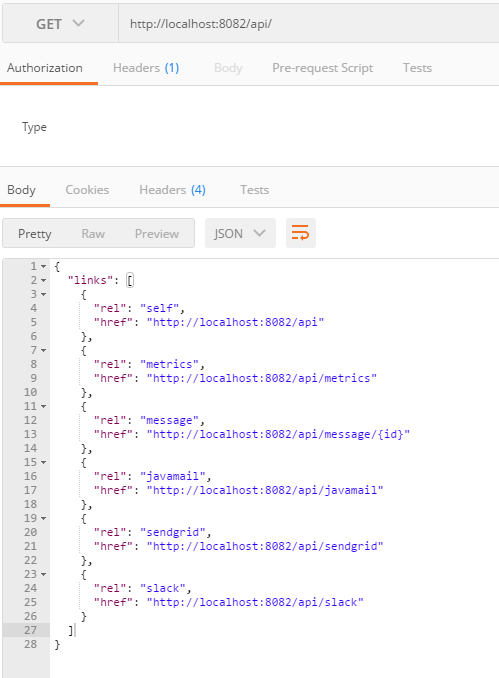 GET http://localhost:8082/api/
Authorization Headers (1) Body Pre-request Script Tests
Type
Body Cookies Headers (4) Tests
Pretty Raw Preview JSON
1 {
2 "links": [
3 {
4 "rel": "self",
5 "href": "http://localhost:8082/api"
6 },
7 {
8 "rel": "metrics",
9 "href": "http://localhost:8082/api/metrics"
10 },
11 {
12 "rel": "message",
13 "href": "http://localhost:8082/api/message/{id}"
14 },
15 {
16 "rel": "javamail",
17 "href": "http://localhost:8082/api/javamail"
18 },
19 {
20 "rel": "sendgrid",
21 "href": "http://localhost:8082/api/sendgrid"
22 },
23 {
24 "rel": "slack",
25 "href": "http://localhost:8082/api/slack"
26 }
27 ]
28 }